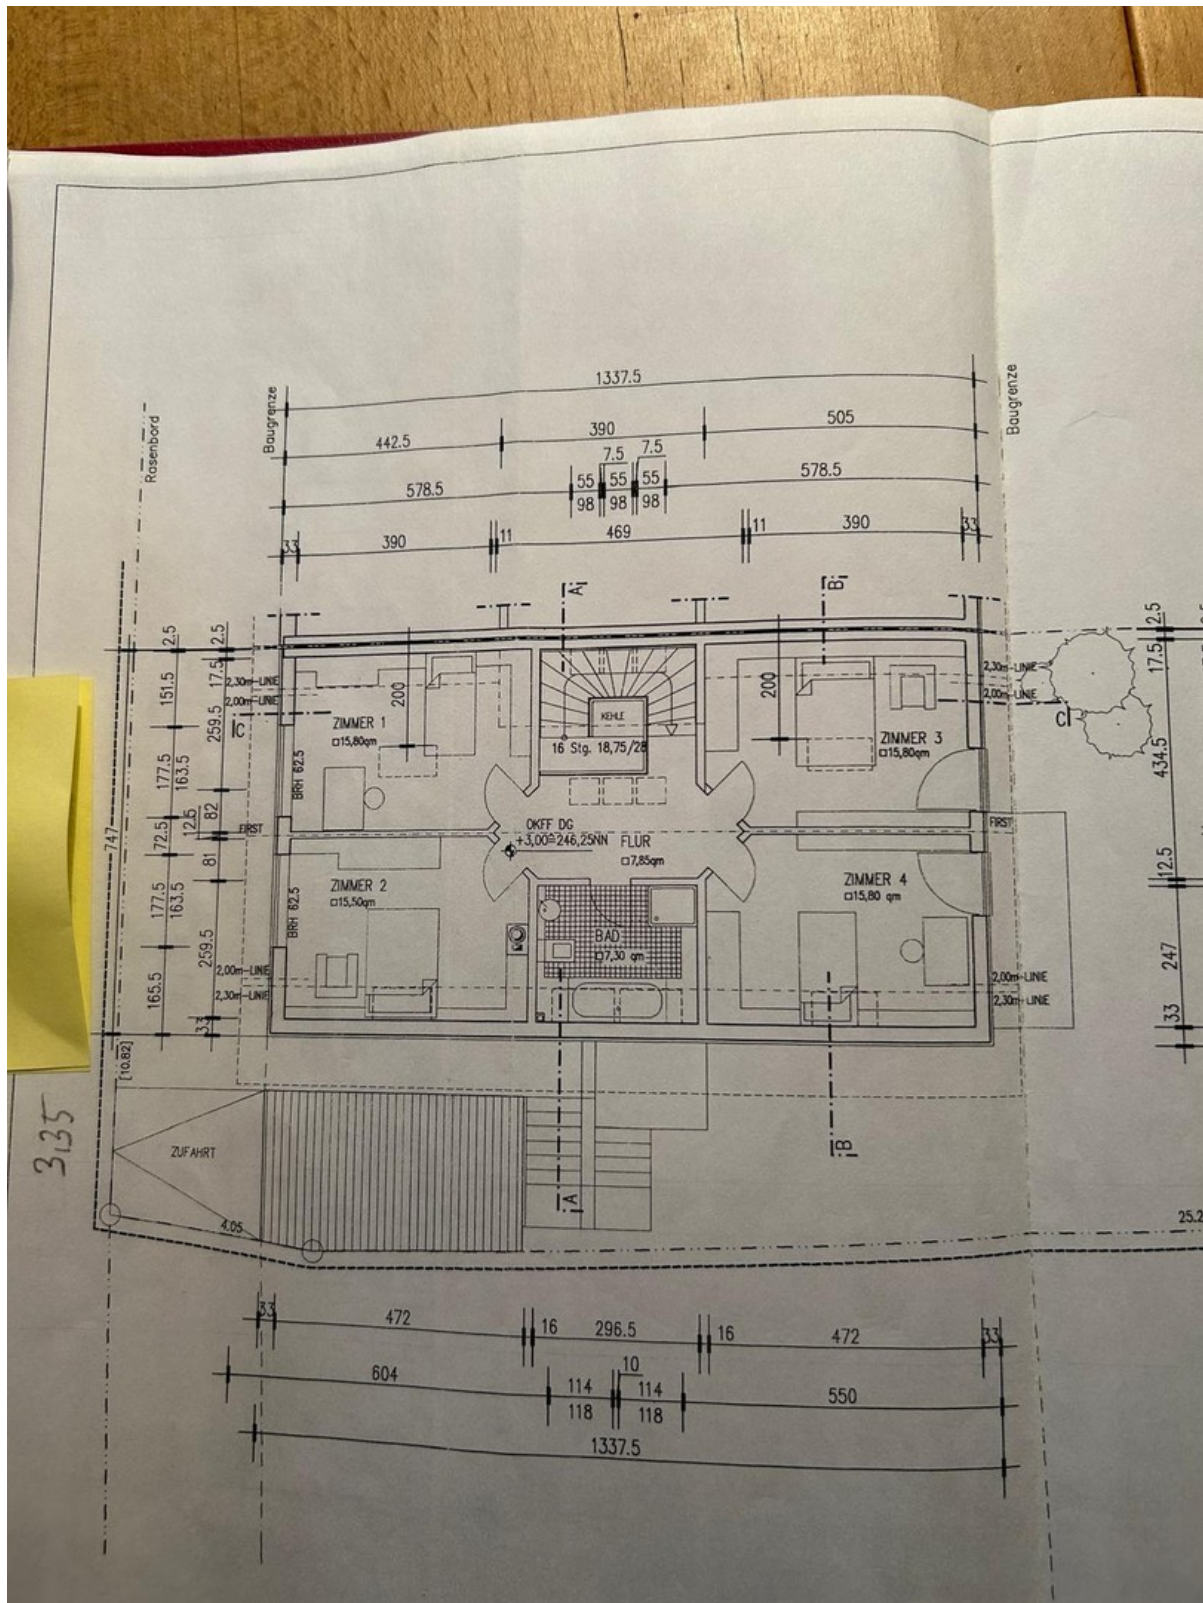 1337.5
Baugrenze
Baugrenze
Rasenbord
442.5
390
505
7.5
7.5
578.5
55
98
55
98
55
98
578.5
33
390
11
469
11
390
33
A
B
2.5
2.5
17.5
151.5
259.5
177.5
163.5
82
12.5
72.5
81
747
177.5
163.5
259.5
165.5
33
[10.82]
2,30m-LINIE
2,00m-LINIE
C
BRH 62.5
ZIMMER 1
15,80qm
200
KEHLE
16 Stg. 18,75/28
200
ZIMMER 3
15,80qm
2,30m-LINIE
2,00m-LINIE
C
2.5
17.5
434.5
12.5
247
33
FIRST
OKFF DG
+3,00≙246,25NN
FLUR
7,85qm
FIRST
BRH 62.5
ZIMMER 2
15,50qm
BAD
7,30 qm
ZIMMER 4
15,80 qm
2,00m-LINIE
2,30m-LINIE
2,00m-LINIE
2,30m-LINIE
3,35
ZUFAHRT
4.05
A
B
25.2
33
472
16
296.5
16
472
33
604
114
118
10
114
118
550
1337.5